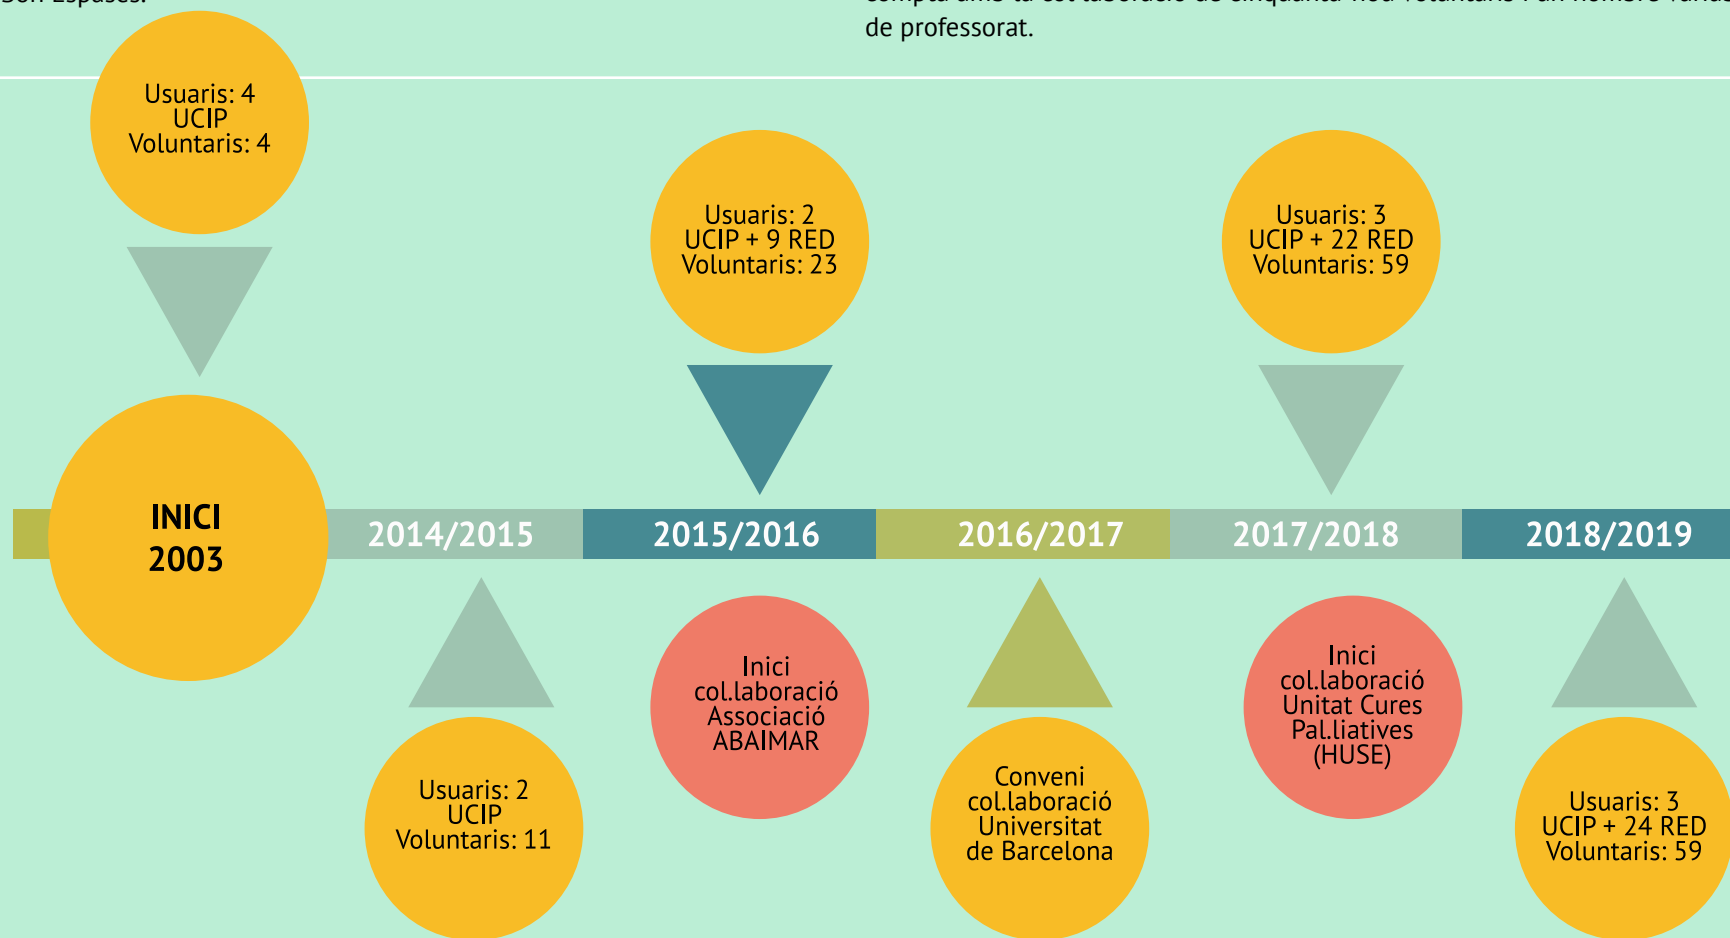 Son Espases.
de professorat.
Usuaris: 4
UCIP
Voluntaris: 4
Usuaris: 2
UCIP + 9 RED
Voluntaris: 23
Usuaris: 3
UCIP + 22 RED
Voluntaris: 59
INICI
2003
2014/2015
2015/2016
2016/2017
2017/2018
2018/2019
Usuaris: 2
UCIP
Voluntaris: 11
Inici
col.laboració
Associació
ABAIMAR
Conveni
col.laboració
Universitat
de Barcelona
Inici
col.laboració
Unitat Cures
Pal.liatives
(HUSE)
Usuaris: 3
UCIP + 24 RED
Voluntaris: 59